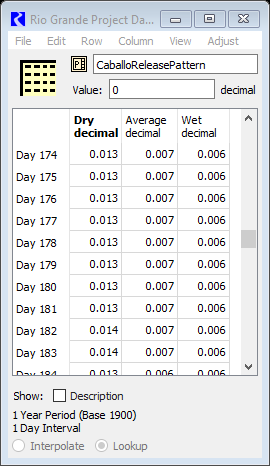 Rio Grande Project Da...
File Edit Row Column View Adjust
CaballoReleasePattern
Value: 0 decimal
Dry decimal Average decimal Wet decimal
Day 174 0.013 0.007 0.006
Day 175 0.013 0.007 0.006
Day 176 0.013 0.007 0.006
Day 177 0.013 0.007 0.006
Day 178 0.013 0.007 0.006
Day 179 0.013 0.007 0.006
Day 180 0.013 0.007 0.006
Day 181 0.013 0.007 0.006
Day 182 0.014 0.007 0.006
Day 183 0.014 0.007 0.006
Day 184 0.014 0.007 0.006
Show: Description
1 Year Period (Base 1900)
1 Day Interval
Interpolate Lookup